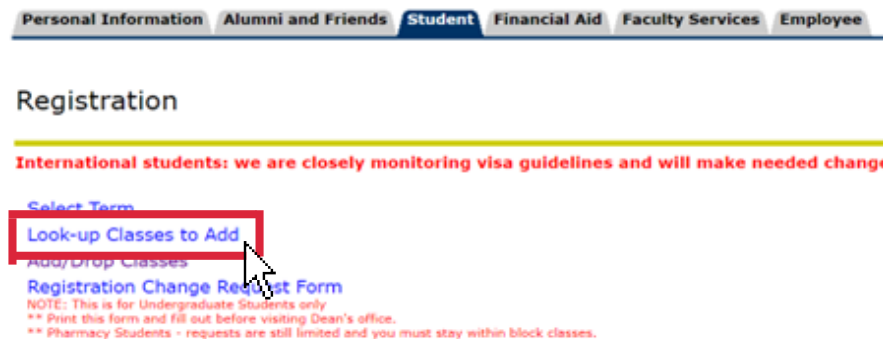 Personal Information Alumni and Friends Student Financial Aid Faculty Services Employee
Registration
International students: we are closely monitoring visa guidelines and will make needed change
Select Term
Look-up Classes to Add
Add/Drop Classes
Registration Change Request Form
NOTE: This is for Undergraduate Students only
** Print this form and fill out before visiting Dean's office.
** Pharmacy Students - requests are still limited and you must stay within block classes.